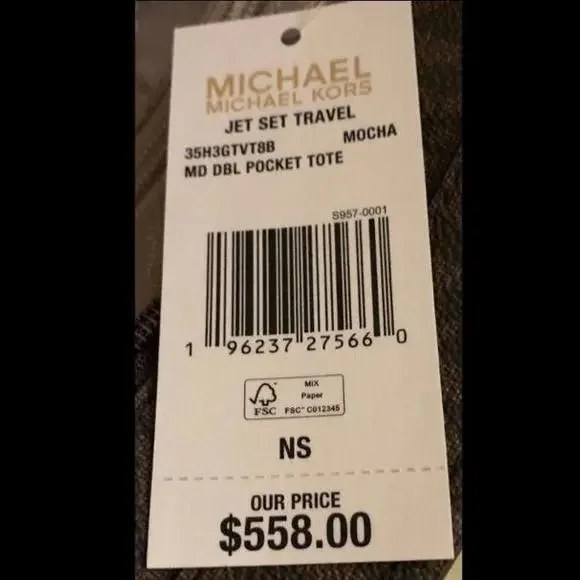 MICHAEL
MICHAEL KORS
JET SET TRAVEL
35H3GTVT8B MOCHA
MD DBL POCKET TOTE
S957-0001
1 96237 27566 0
MIX
Paper
FSC FSC™ C012345
NS
OUR PRICE
$558.00